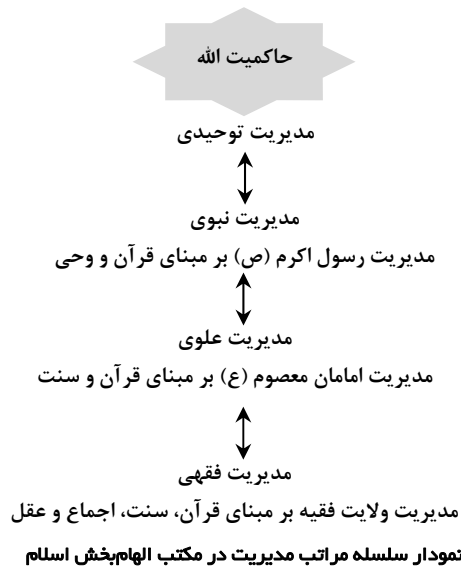 حاکمیت الله
مدیریت توحیدی
مدیریت نبوی
مدیریت رسول اکرم (ص) بر مبنای قرآن و وحی
مدیریت علوی
مدیریت امامان معصوم (ع) بر مبنای قرآن و سنت
مدیریت فقهی
مدیریت ولایت فقیه بر مبنای قرآن، سنت، اجماع و عقل
نمودار سلسله مراتب مدیریت در مکتب الهام‌بخش اسلام